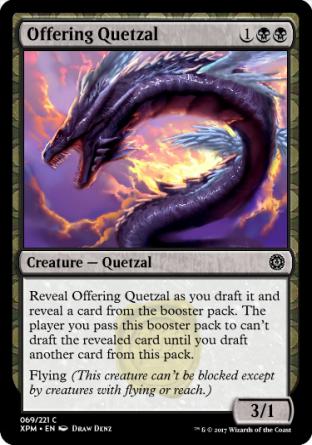 Offering Quetzal 1
Creature — Quetzal
Reveal Offering Quetzal as you draft it and
reveal a card from the booster pack. The
player you pass this booster pack to can't
draft the revealed card until you draft
another card from this pack.
Flying (This creature can't be blocked except
by creatures with flying or reach.)
3/1
069/221 C
XPM • EN Draw Denz
™ & © 2017 Wizards of the Coast